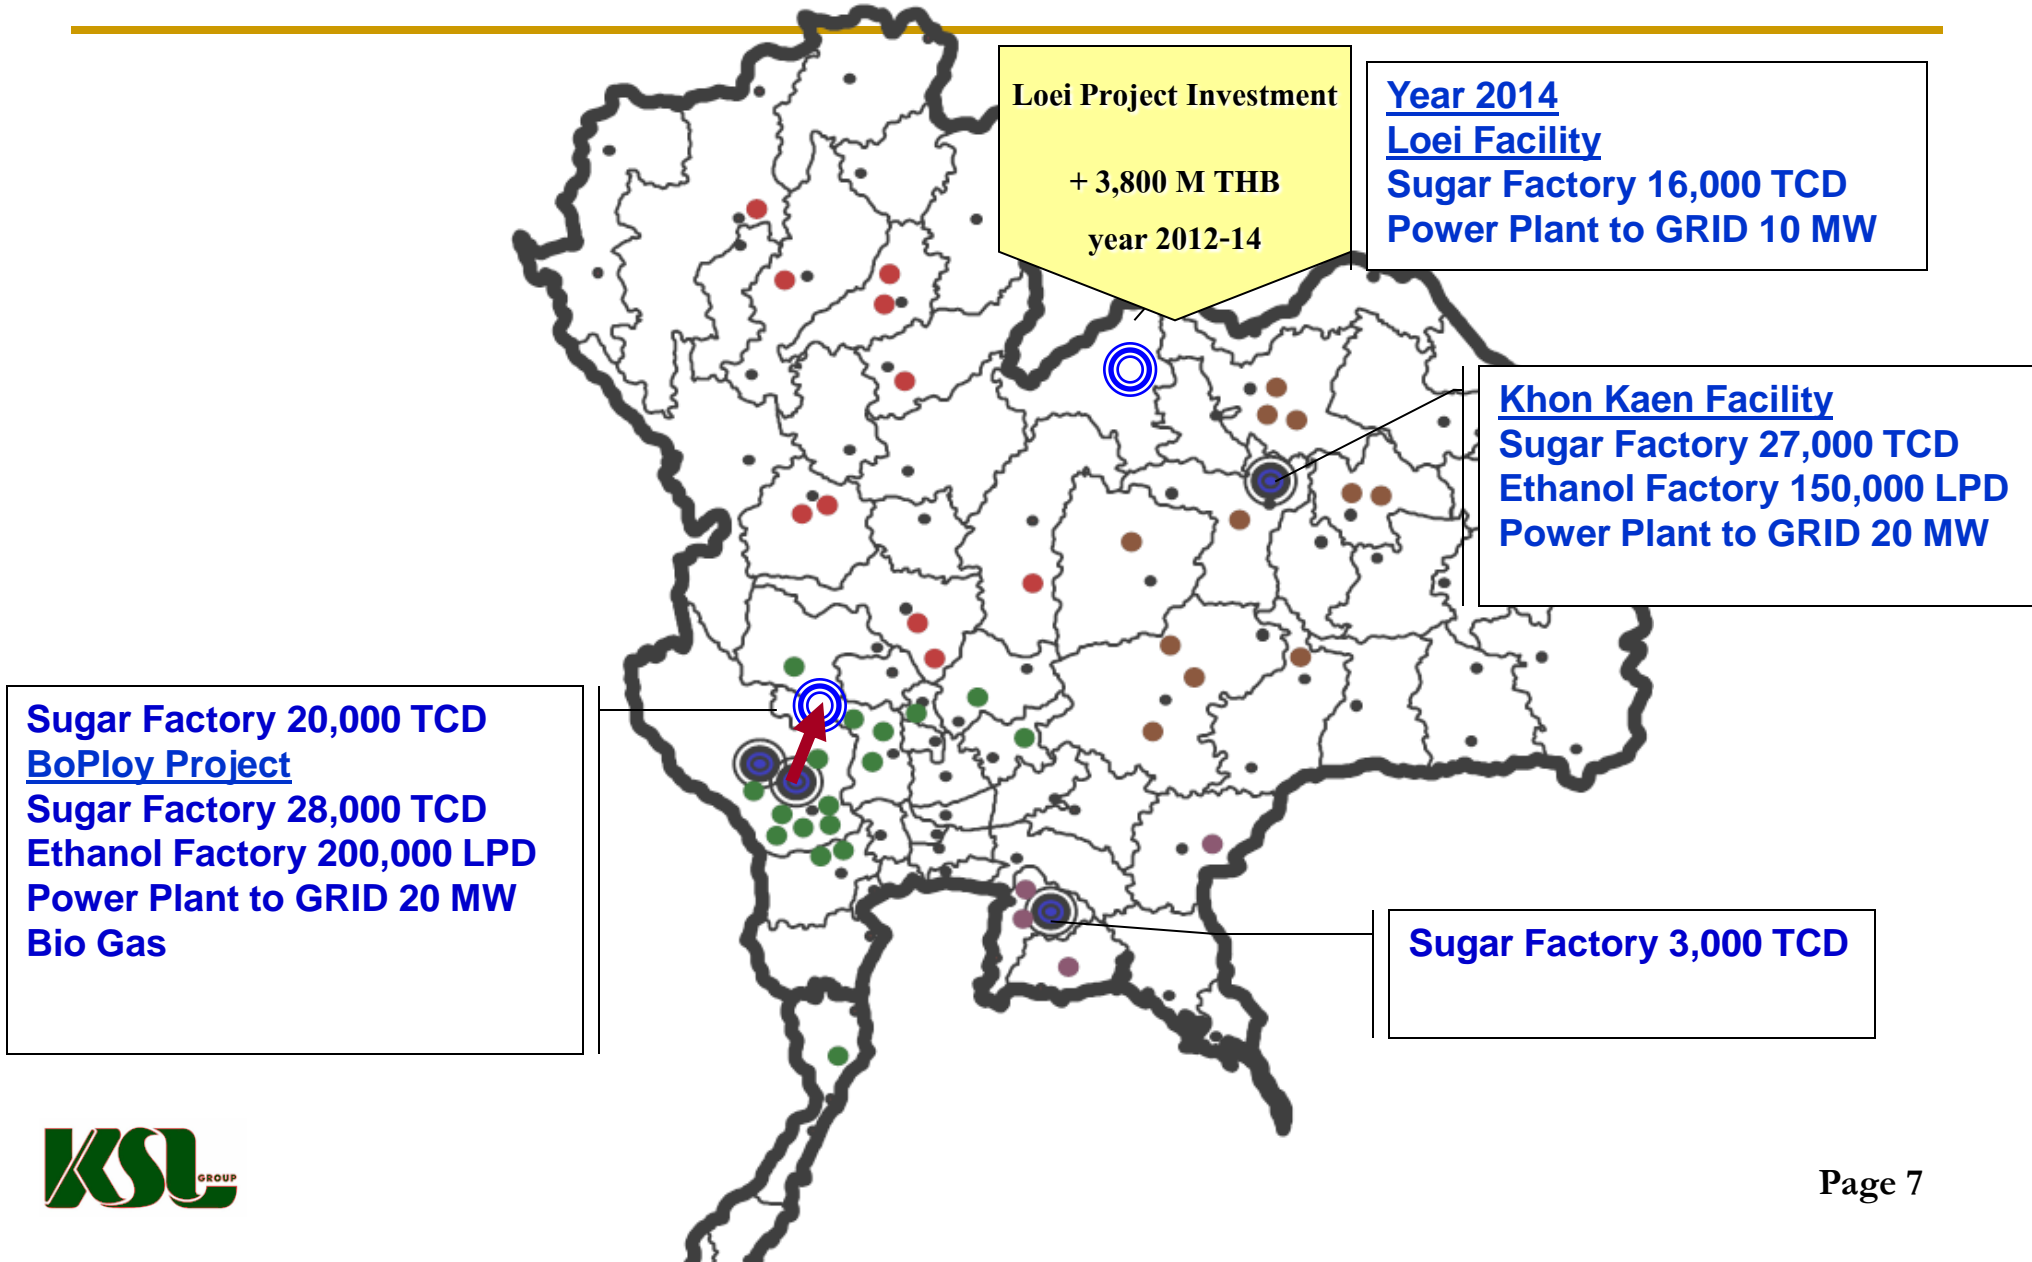 Loei Project Investment
+ 3,800 M THB
year 2012-14
Year 2014
Loei Facility
Sugar Factory 16,000 TCD
Power Plant to GRID 10 MW
Khon Kaen Facility
Sugar Factory 27,000 TCD
Ethanol Factory 150,000 LPD
Power Plant to GRID 20 MW
Sugar Factory 20,000 TCD
BoPloy Project
Sugar Factory 28,000 TCD
Ethanol Factory 200,000 LPD
Power Plant to GRID 20 MW
Bio Gas
Sugar Factory 3,000 TCD
KSL
GROUP
Page 7